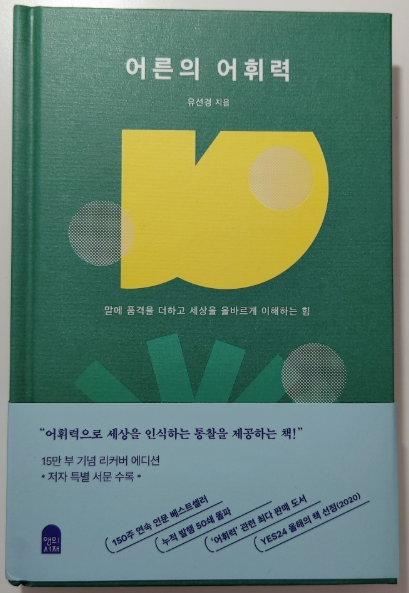 어른의 어휘력
유선경 지음
말에 품격을 더하고 세상을 올바르게 이해하는 힘
"어휘력으로 세상을 인식하는 통찰을 제공하는 책!"
15만 부 기념 리커버 에디션
* 저자 특별 서문 수록 *
150주 연속 인문 베스트셀러
누적 발행 50쇄 돌파
'어휘력' 관련 최다 판매 도서
YES24 올해의 책 선정(2020)
앤의
서재